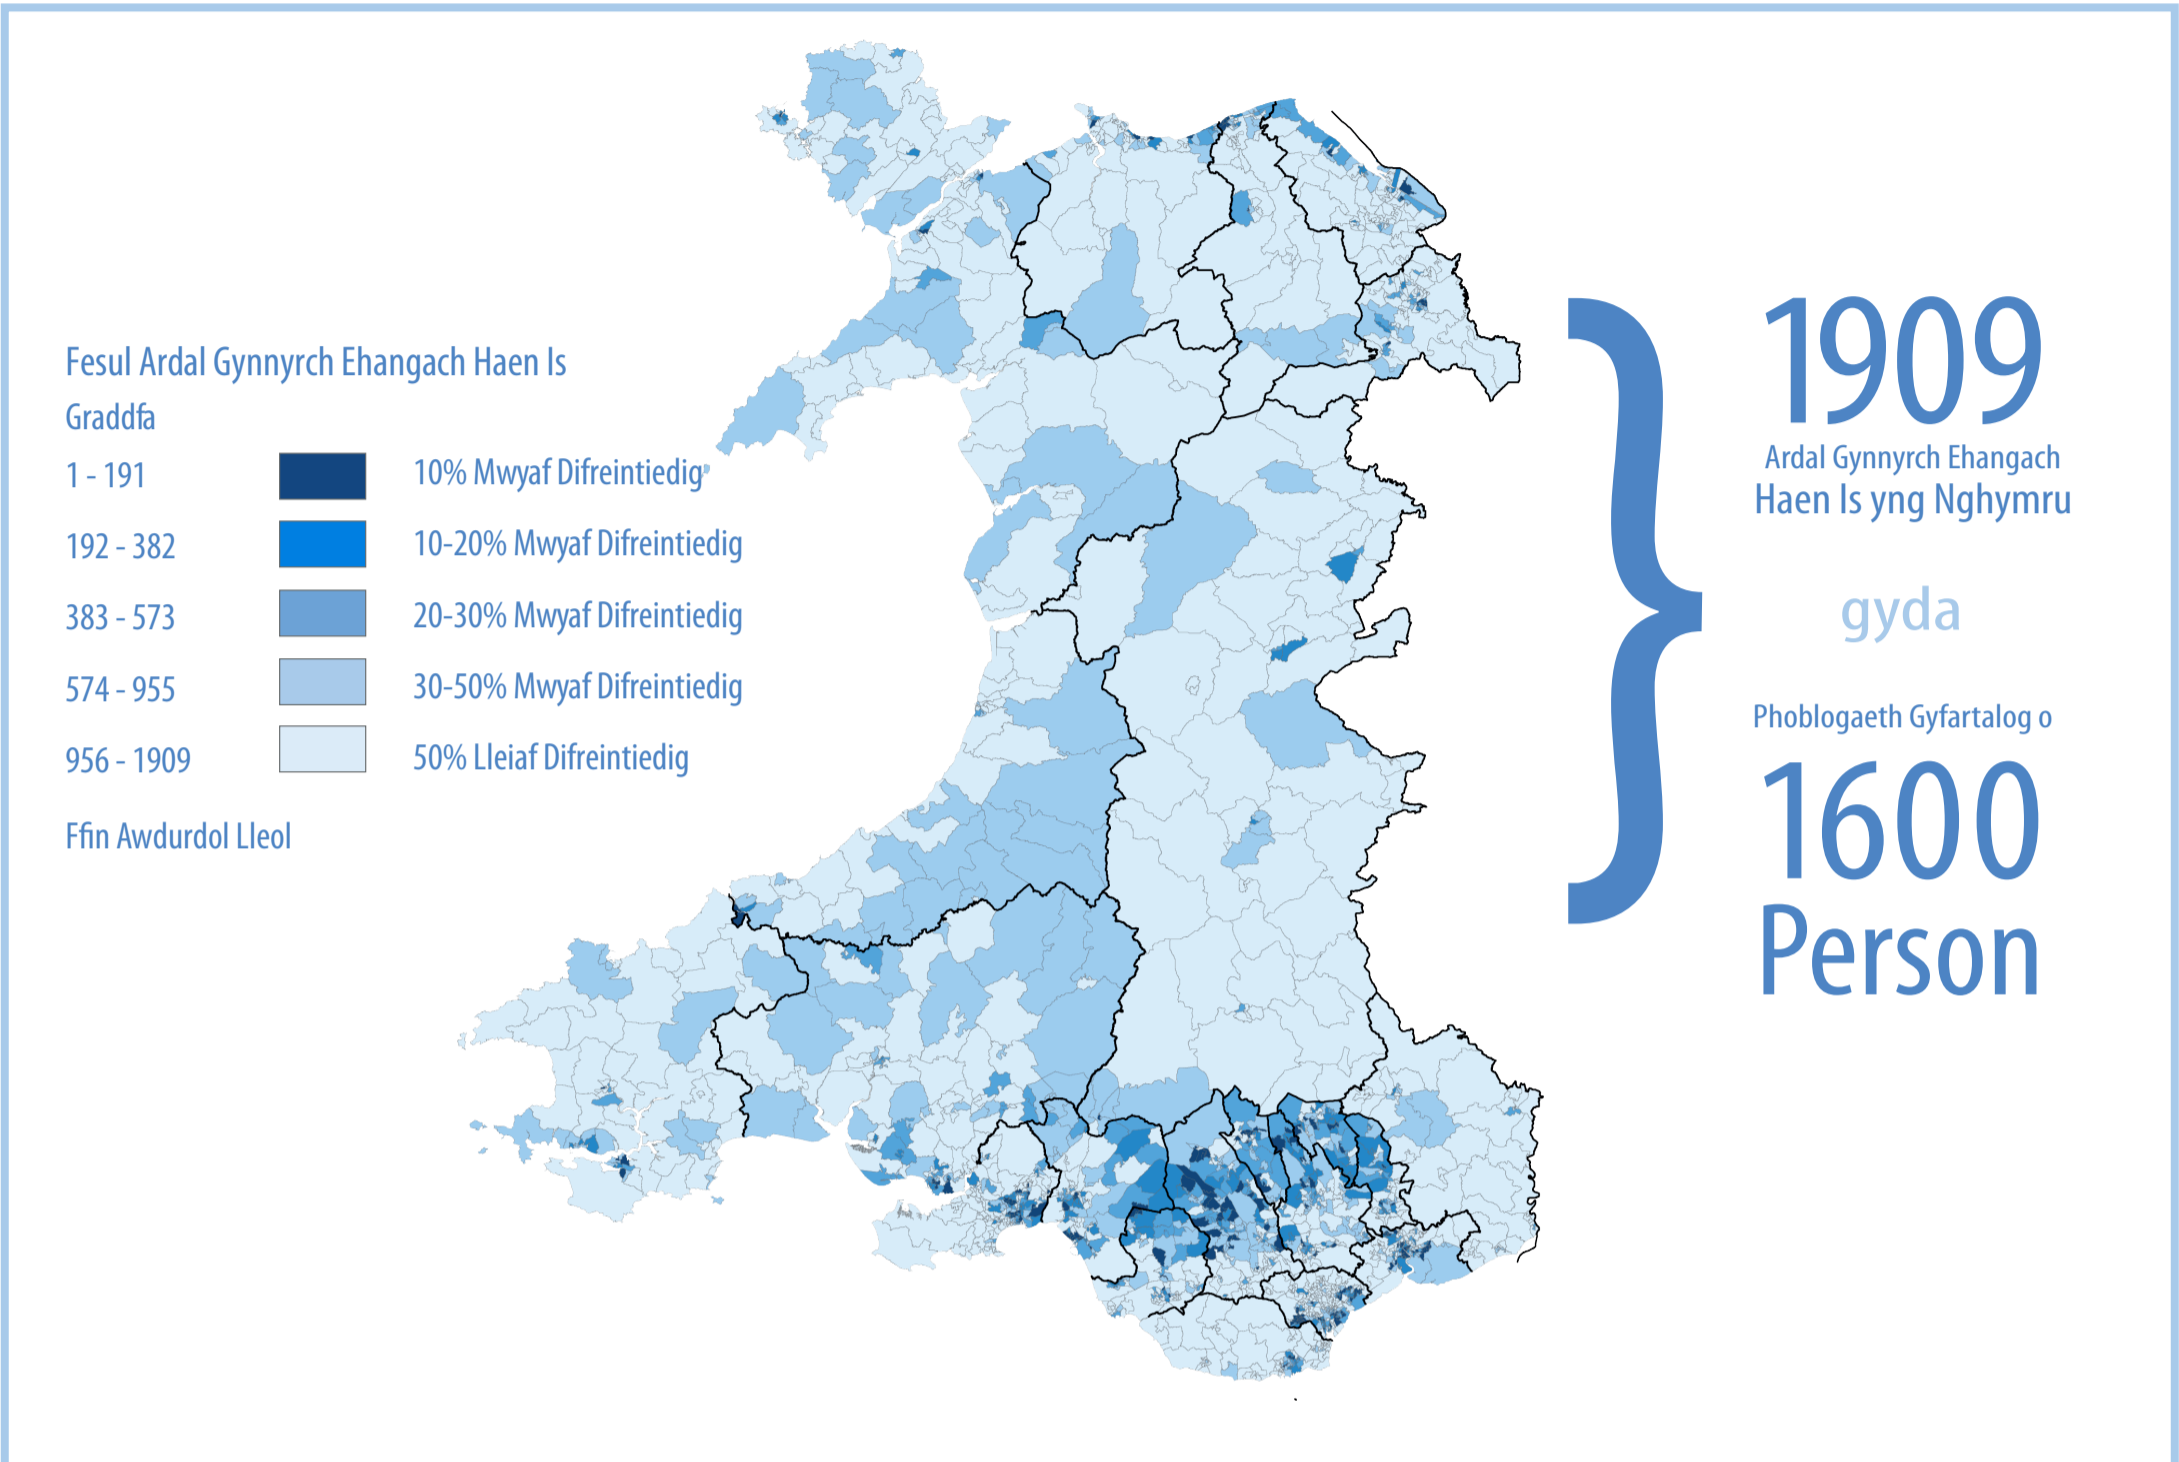 Fesul Ardal Gynnyrch Ehangach Haen Is
Graddfa
1 - 191 10% Mwyaf Difreintiedig
192 - 382 10-20% Mwyaf Difreintiedig
383 - 573 20-30% Mwyaf Difreintiedig
574 - 955 30-50% Mwyaf Difreintiedig
956 - 1909 50% Lleiaf Difreintiedig
Ffin Awdurdol Lleol
1909
Ardal Gynnyrch Ehangach
Haen Is yng Nghymru
gyda
Phoblogaeth Gyfartalog o
1600
Person